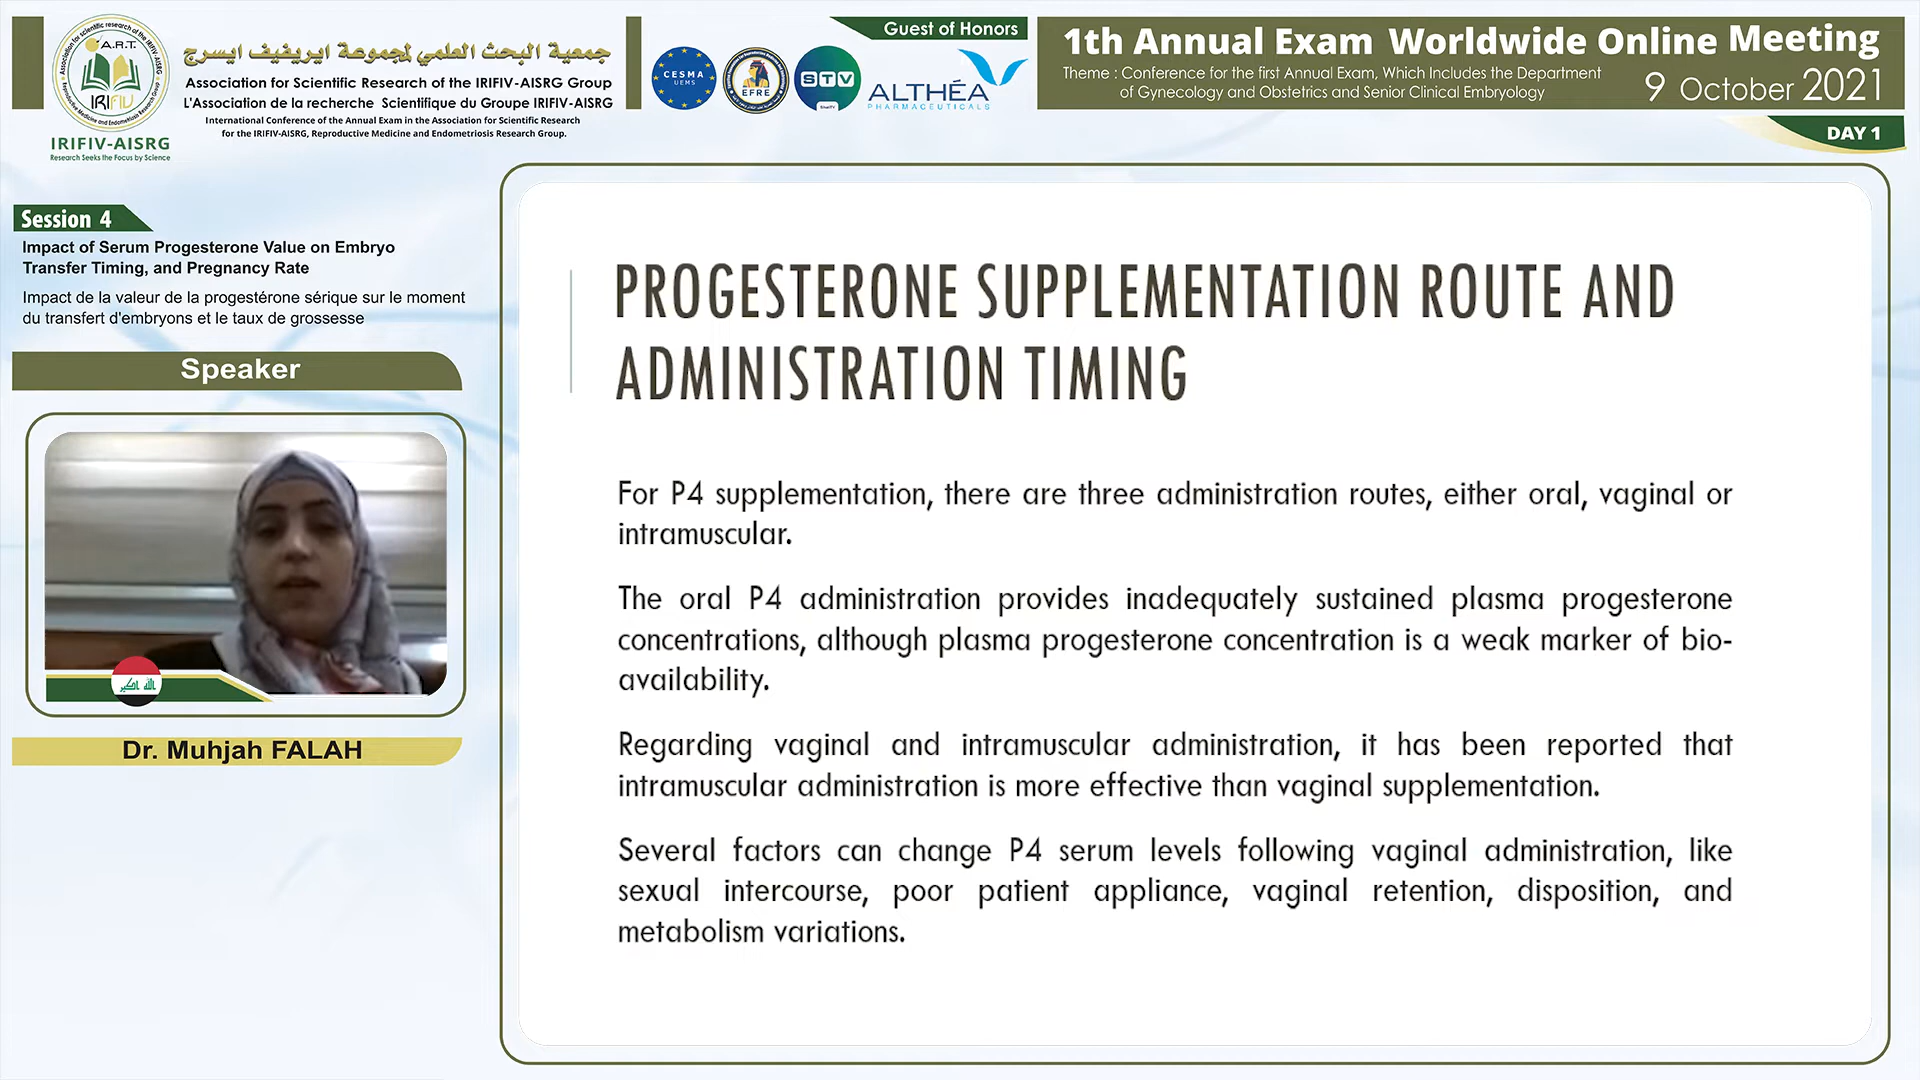 جمعية البحث العلمي لمجموعة ايريفيف ايسرج
Association for Scientific Research of the IRIFIV-AISRG Group
L'Association de la recherche Scientifique du Groupe IRIFIV-AISRG
International Conference of the Annual Exam in the Association for Scientific Research
for the IRIFIV-AISRG, Reproductive Medicine and Endometriosis Research Group.
A.R.T.
IRIFIV
IRIFIV-AISRG
Research Seeks the Focus by Science
Guest of Honors
CESMA
UEMS
EFRE
STV
ALTHÉA
PHARMACEUTICALS
1th Annual Exam Worldwide Online Meeting
Theme : Conference for the first Annual Exam, Which Includes the Department
of Gynecology and Obstetrics and Senior Clinical Embryology
9 October 2021
DAY 1
Session 4
Impact of Serum Progesterone Value on Embryo
Transfer Timing, and Pregnancy Rate
Impact de la valeur de la progestérone sérique sur le moment
du transfert d'embryons et le taux de grossesse
Speaker
الله اكبر
Dr. Muhjah FALAH
PROGESTERONE SUPPLEMENTATION ROUTE AND
ADMINISTRATION TIMING
For P4 supplementation, there are three administration routes, either oral, vaginal or
intramuscular.
The oral P4 administration provides inadequately sustained plasma progesterone
concentrations, although plasma progesterone concentration is a weak marker of bio-
availability.
Regarding vaginal and intramuscular administration, it has been reported that
intramuscular administration is more effective than vaginal supplementation.
Several factors can change P4 serum levels following vaginal administration, like
sexual intercourse, poor patient appliance, vaginal retention, disposition, and
metabolism variations.